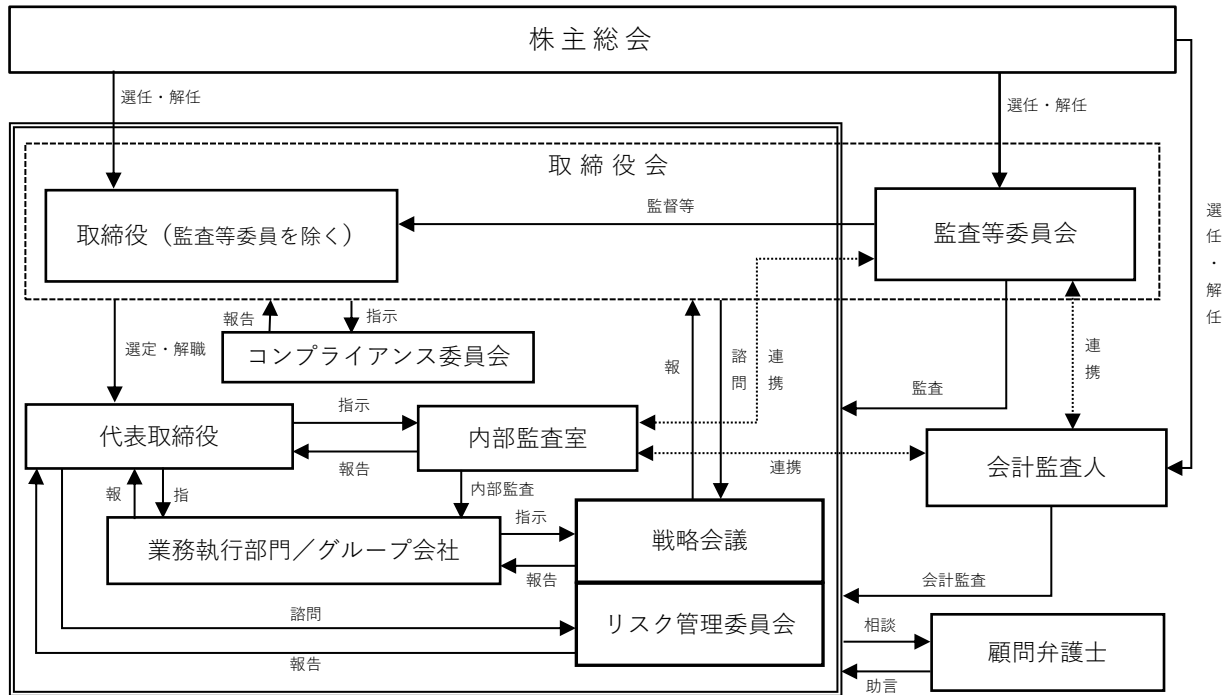 株主総会
選任・解任
選任・解任
選任・解任
取締役会
取締役（監査等委員を除く）
監督等
監査等委員会
報告
指示
選定・解職
コンプライアンス委員会
報
諮問
連携
監査
連携
代表取締役
指示
報告
内部監査室
連携
会計監査人
報
指
内部監査
業務執行部門／グループ会社
指示
報告
戦略会議
会計監査
諮問
リスク管理委員会
報告
相談
助言
顧問弁護士